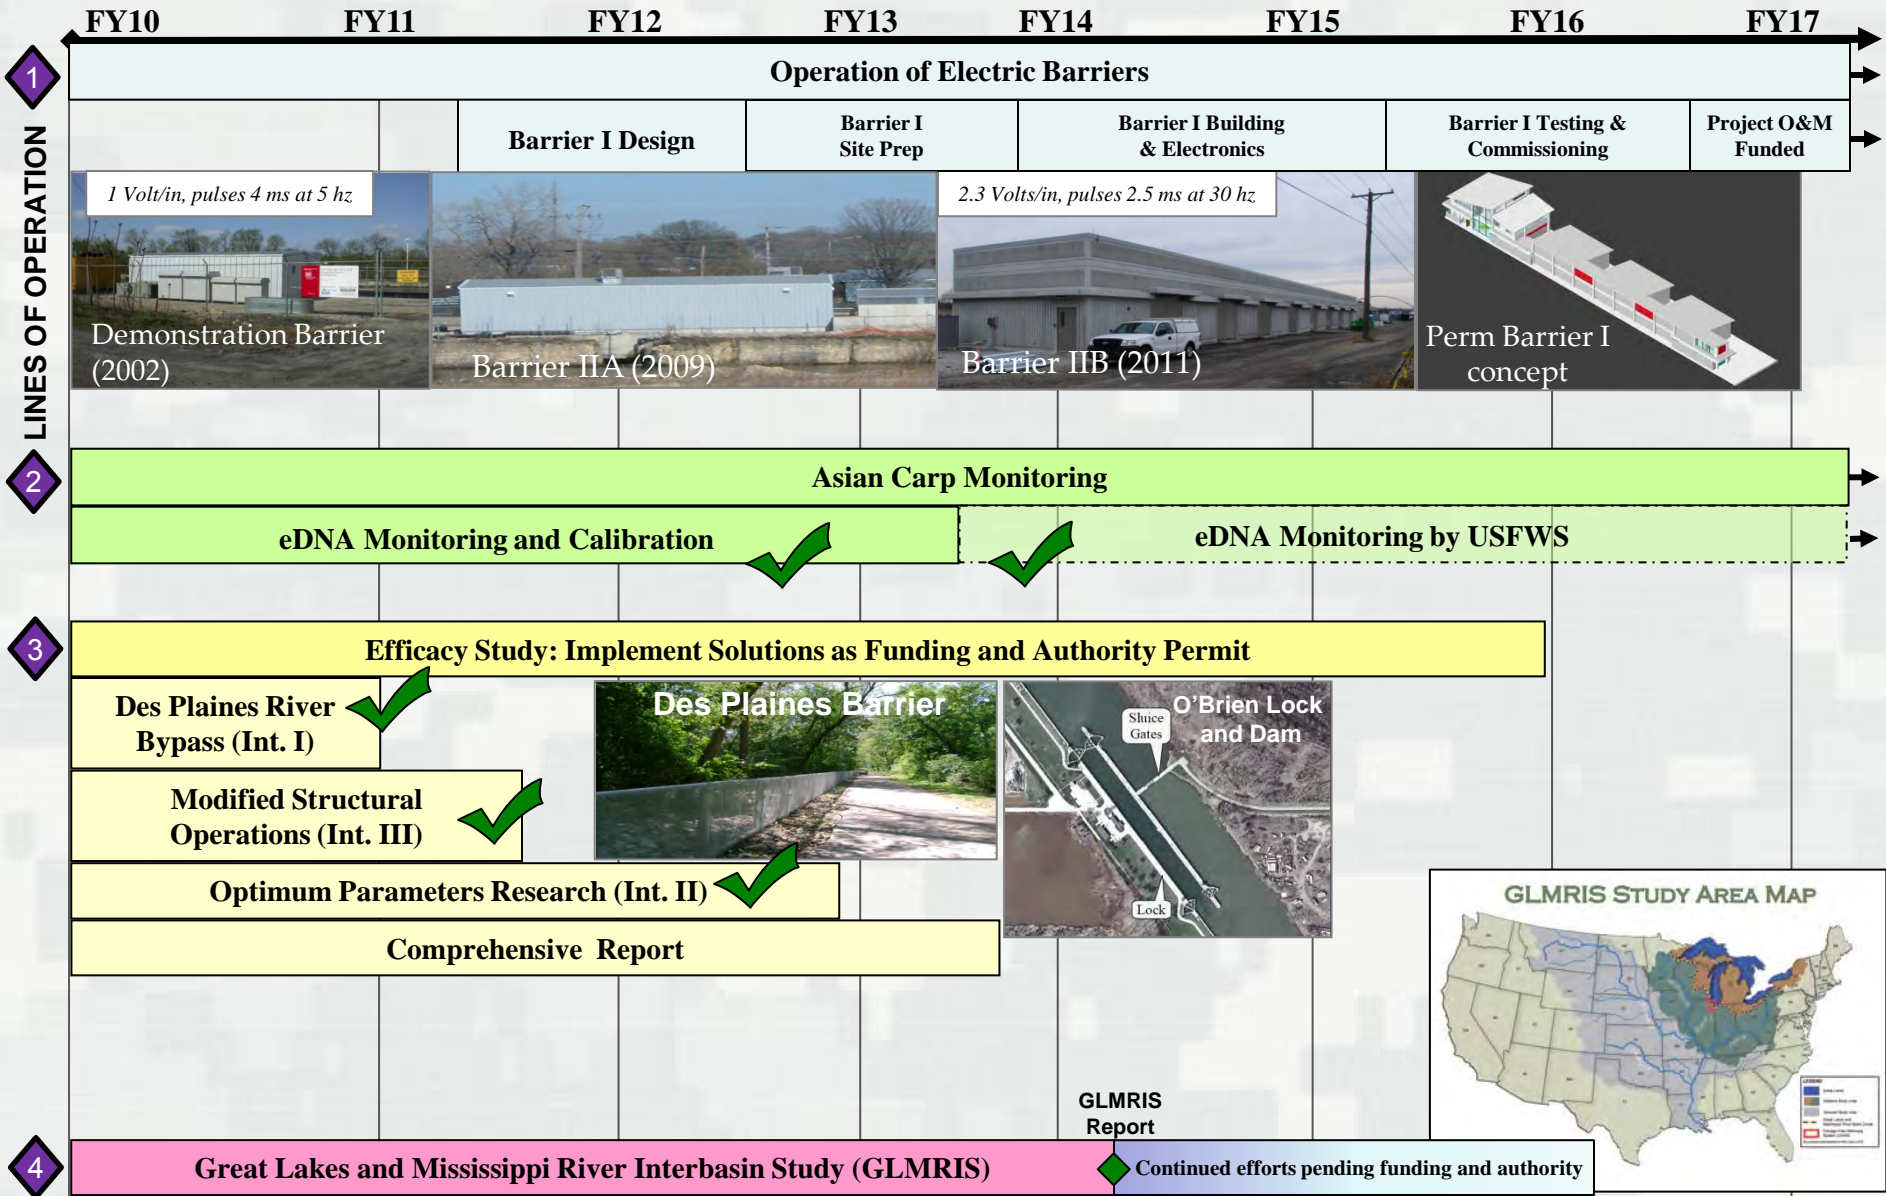 FY10 FY11 FY12 FY13 FY14 FY15 FY16 FY17
LINES OF OPERATION
1
Operation of Electric Barriers
Barrier I Design
Barrier I
Site Prep
Barrier I Building
& Electronics
Barrier I Testing &
Commissioning
Project O&M
Funded
1 Volt/in, pulses 4 ms at 5 hz
Demonstration Barrier
(2002)
Barrier IIA (2009)
2.3 Volts/in, pulses 2.5 ms at 30 hz
Barrier IIB (2011)
Perm Barrier I
concept
2
Asian Carp Monitoring
eDNA Monitoring and Calibration
eDNA Monitoring by USFWS
3
Efficacy Study: Implement Solutions as Funding and Authority Permit
Des Plaines River
Bypass (Int. I)
Modified Structural
Operations (Int. III)
Optimum Parameters Research (Int. II)
Comprehensive Report
Des Plaines Barrier
O'Brien Lock
and Dam
Sluice
Gates
Lock
GLMRIS STUDY AREA MAP
LEGEND
GLMRIS
Report
4
Great Lakes and Mississippi River Interbasin Study (GLMRIS)
Continued efforts pending funding and authority